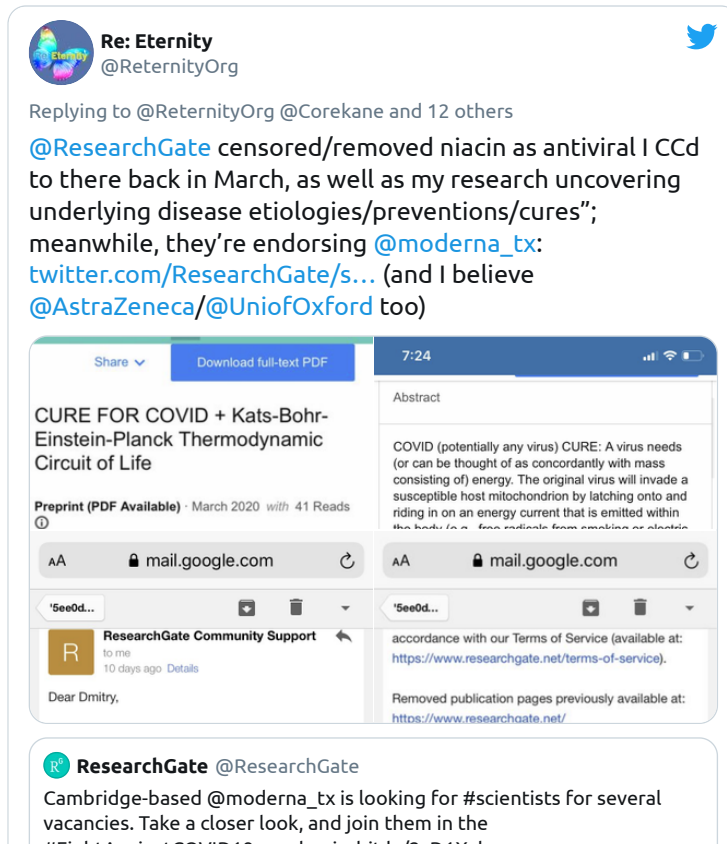 Re: Eternity
@ReternityOrg
Replying to @ReternityOrg @Corekane and 12 others
@ResearchGate censored/removed niacin as antiviral I CCd
to there back in March, as well as my research uncovering
underlying disease etiologies/preventions/cures”;
meanwhile, they’re endorsing @moderna_tx:
twitter.com/ResearchGate/s… (and I believe
@AstraZeneca/@UniofOxford too)
Share
Download full-text PDF
CURE FOR COVID + Kats-Bohr-
Einstein-Planck Thermodynamic
Circuit of Life
Preprint (PDF Available) · March 2020 with 41 Reads
7:24
Abstract
COVID (potentially any virus) CURE: A virus needs
(or can be thought of as concordantly with mass
consisting of) energy. The original virus will invade a
susceptible host mitochondrion by latching onto and
riding in on an energy current that is emitted within
the body (e.g., free radicals from smoking or electric
AA mail.google.com
'5ee0d...
R
ResearchGate Community Support
to me
10 days ago Details
Dear Dmitry,
AA mail.google.com
'5ee0d...
accordance with our Terms of Service (available at:
https://www.researchgate.net/terms-of-service).
Removed publication pages previously available at:
https://www.researchgate.net/
RG ResearchGate @ResearchGate
Cambridge-based @moderna_tx is looking for #scientists for several
vacancies. Take a closer look, and join them in the